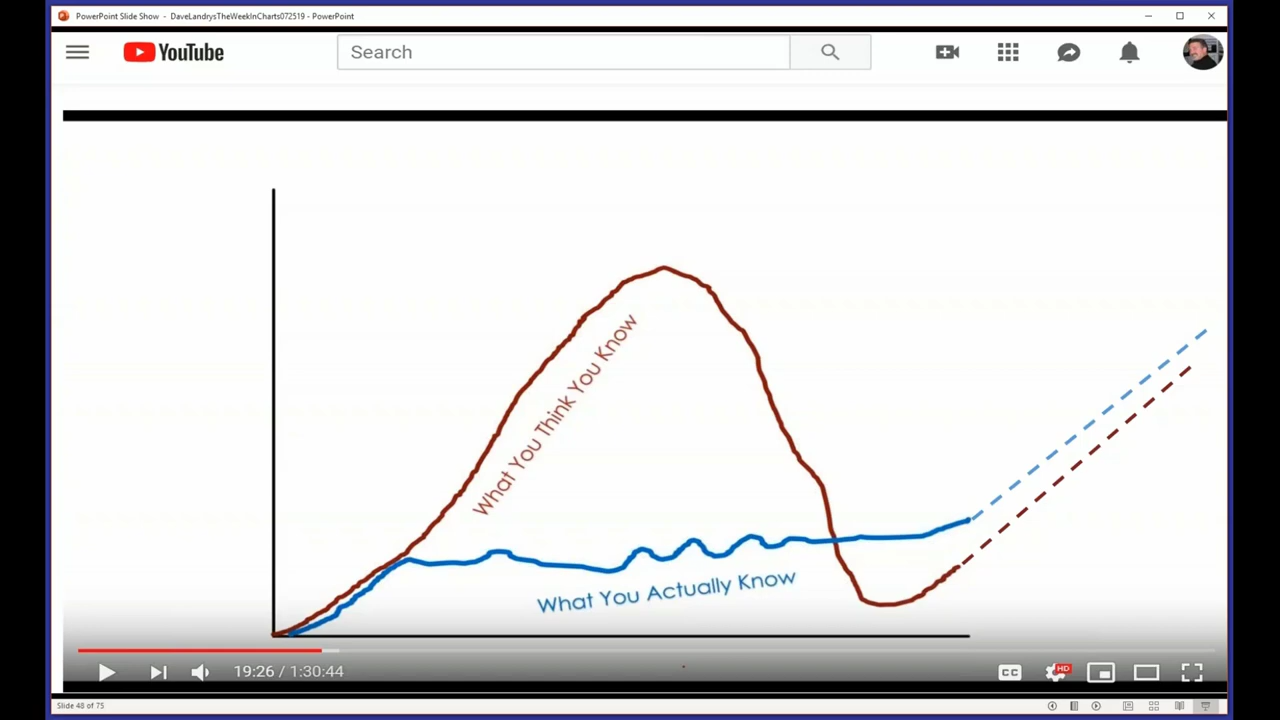 PowerPoint Slide Show - DaveLandrysTheWeekInCharts072519 - PowerPoint
YouTube
Search
What You Think You Know
What You Actually Know
19:26 / 1:30:44
CC
HD
Slide 48 of 75